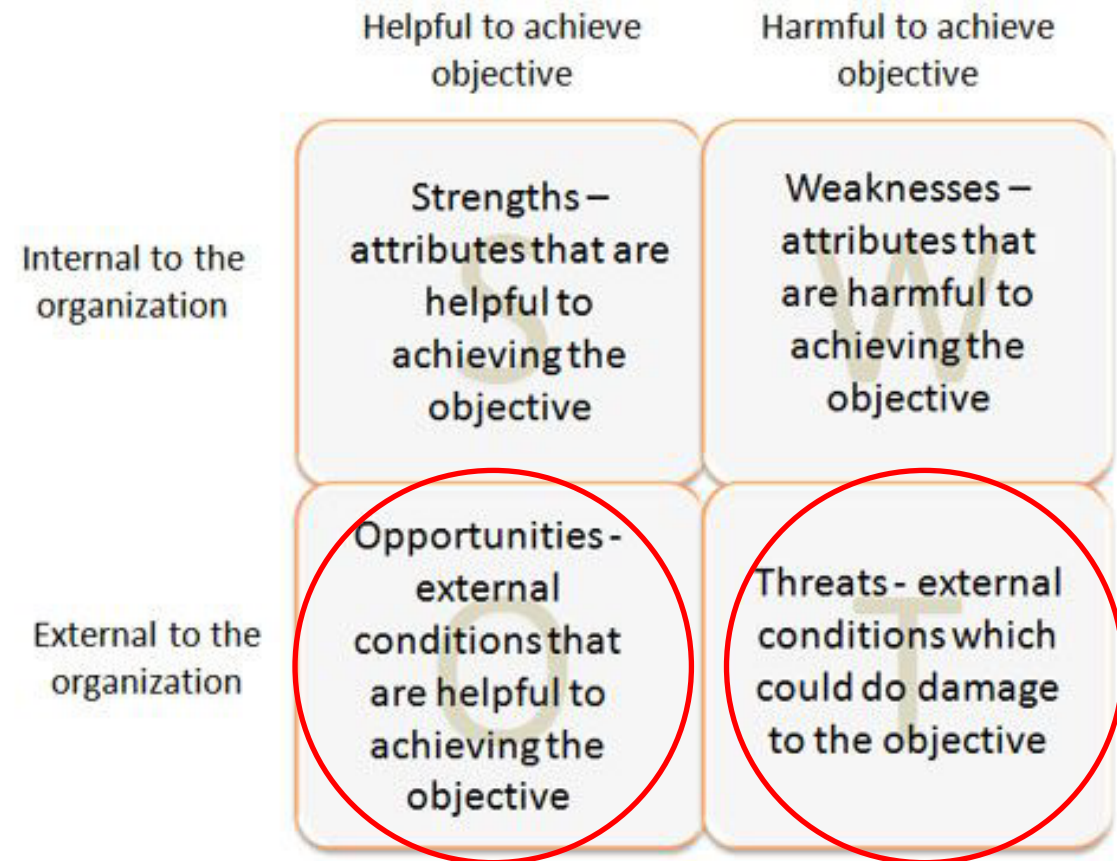 Helpful to achieve
objective
Harmful to achieve
objective
Internal to the
organization
S
Strengths –
attributes that are
helpful to
achieving the
objective
W
Weaknesses –
attributes that
are harmful to
achieving the
objective
External to the
organization
O
Opportunities -
external
conditions that
are helpful to
achieving the
objective
T
Threats - external
conditions which
could do damage
to the objective